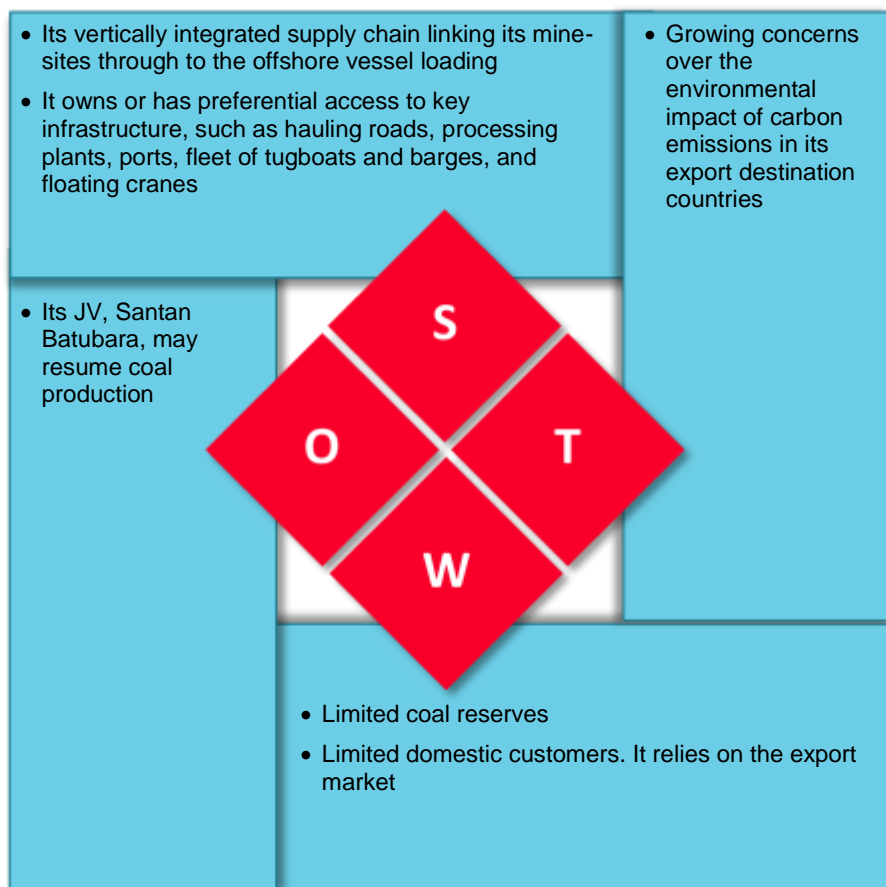 • Its vertically integrated supply chain linking its mine-
sites through to the offshore vessel loading
• It owns or has preferential access to key
infrastructure, such as hauling roads, processing
plants, ports, fleet of tugboats and barges, and
floating cranes
• Growing concerns
over the
environmental
impact of carbon
emissions in its
export destination
countries
• Its JV, Santan
Batubara, may
resume coal
production
S
O
T
W
• Limited coal reserves
• Limited domestic customers. It relies on the export
market